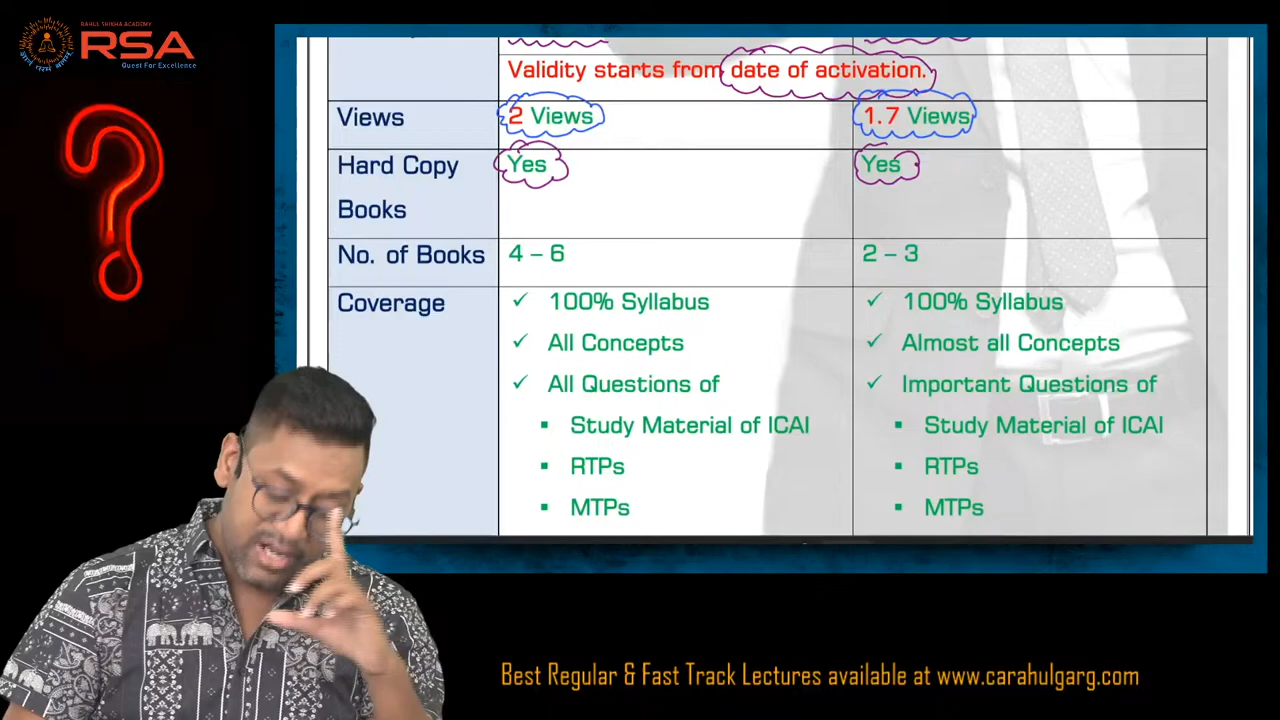 RAHUL SHIKHA ACADEMY
RSA
Quest For Excellence
Validity starts from date of activation.
Views 2 Views 1.7 Views
Hard Copy Books Yes Yes
No. of Books 4 – 6 2 – 3
Coverage
✓ 100% Syllabus
✓ All Concepts
✓ All Questions of
▪ Study Material of ICAI
▪ RTPs
▪ MTPs
✓ 100% Syllabus
✓ Almost all Concepts
✓ Important Questions of
▪ Study Material of ICAI
▪ RTPs
▪ MTPs
Best Regular & Fast Track Lectures available at www.carahulgarg.com